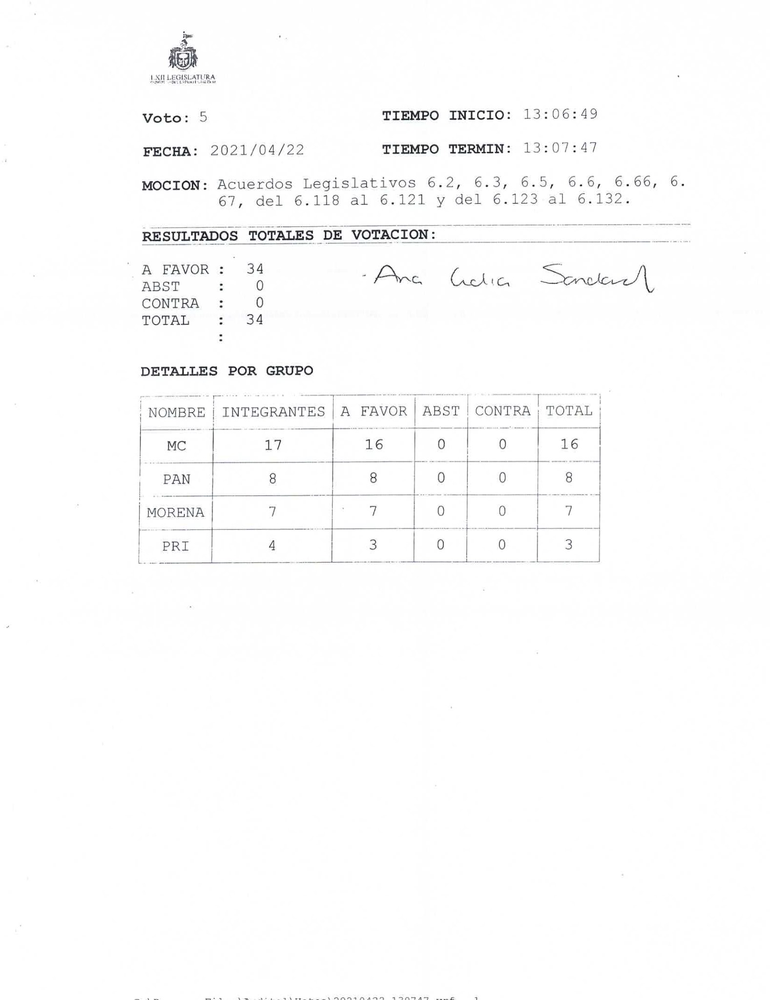 LXII LEGISLATURA
Voto: 5
TIEMPO INICIO: 13:06:49
FECHA: 2021/04/22
TIEMPO TERMIN: 13:07:47
MOCION: Acuerdos Legislativos 6.2, 6.3, 6.5, 6.6, 6.66, 6.
67, del 6.118 al 6.121 y del 6.123 al 6.132.
RESULTADOS TOTALES DE VOTACION:
A FAVOR : 34
ABST : 0
CONTRA : 0
TOTAL : 34
:
Ana Lidia Sandoval
DETALLES POR GRUPO
NOMBRE INTEGRANTES A FAVOR ABST CONTRA TOTAL
MC 17 16 0 0 16
PAN 8 8 0 0 8
MORENA 7 7 0 0 7
PRI 4 3 0 0 3